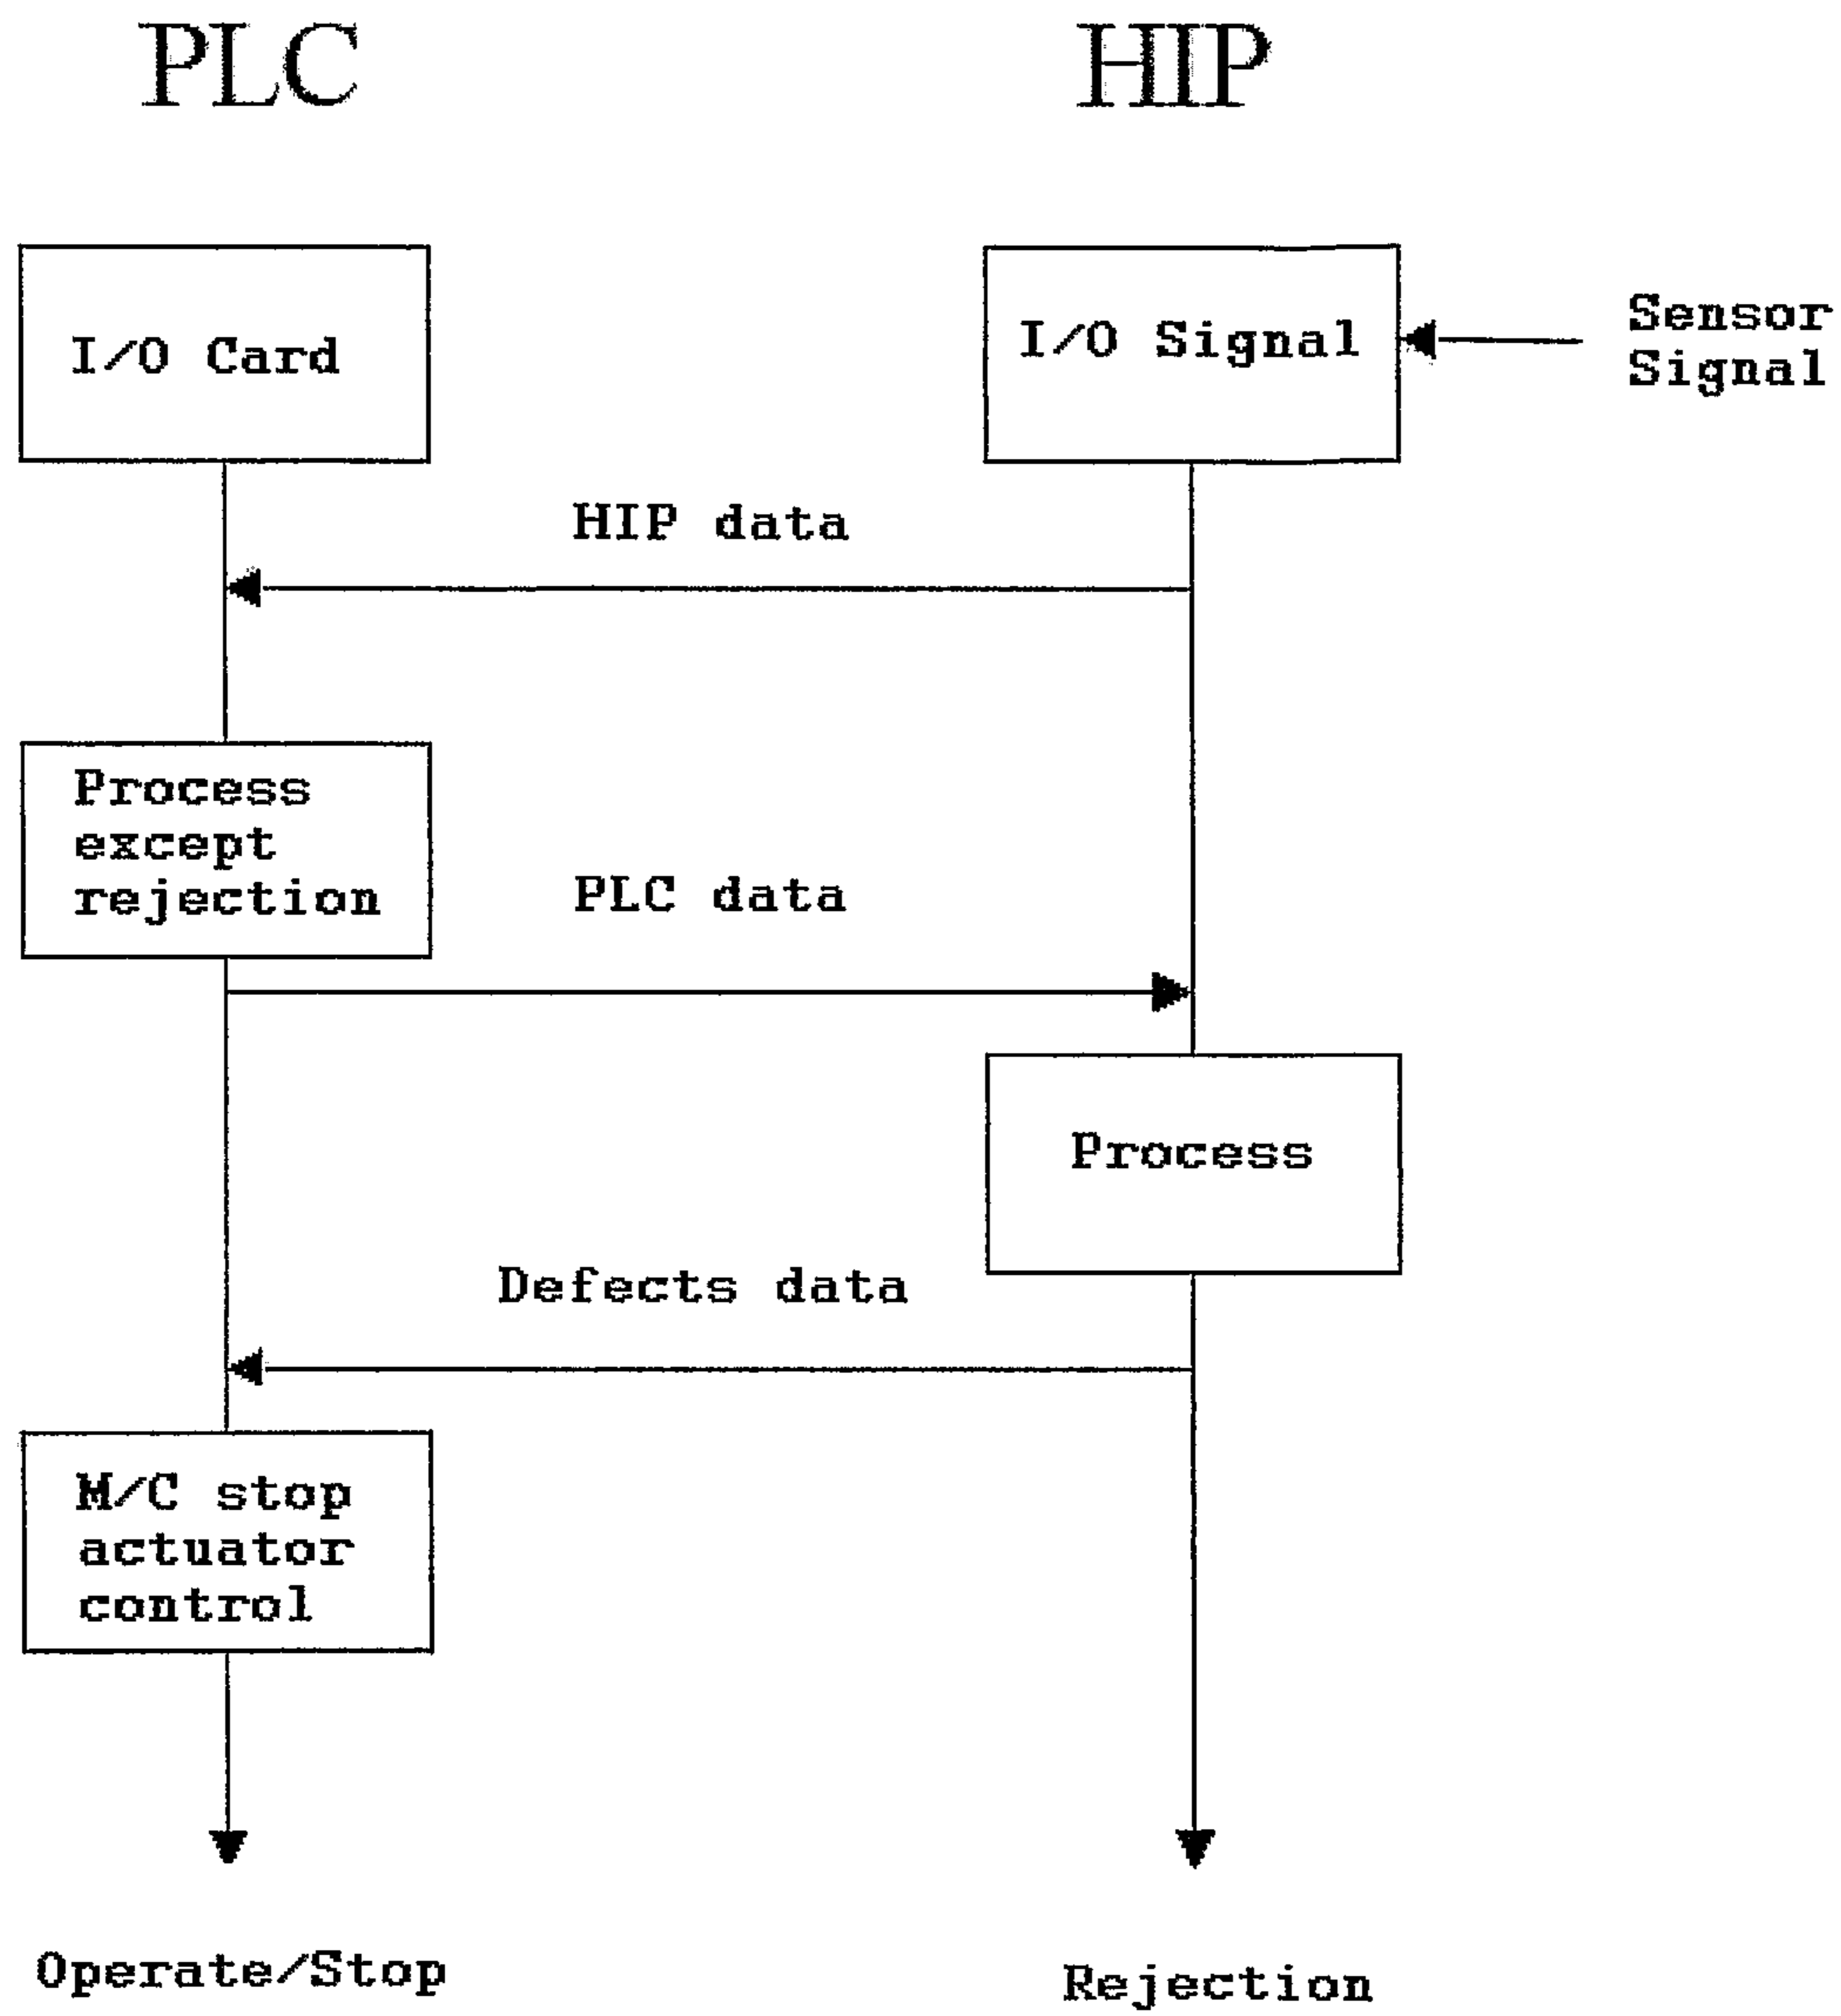 PLC
HIP
I/O Card
I/O Signal
Sensor
Signal
HIP data
Process
except
rejection
PLC data
Process
Defects data
M/C stop
actuator
control
Operate/Stop
Rejection